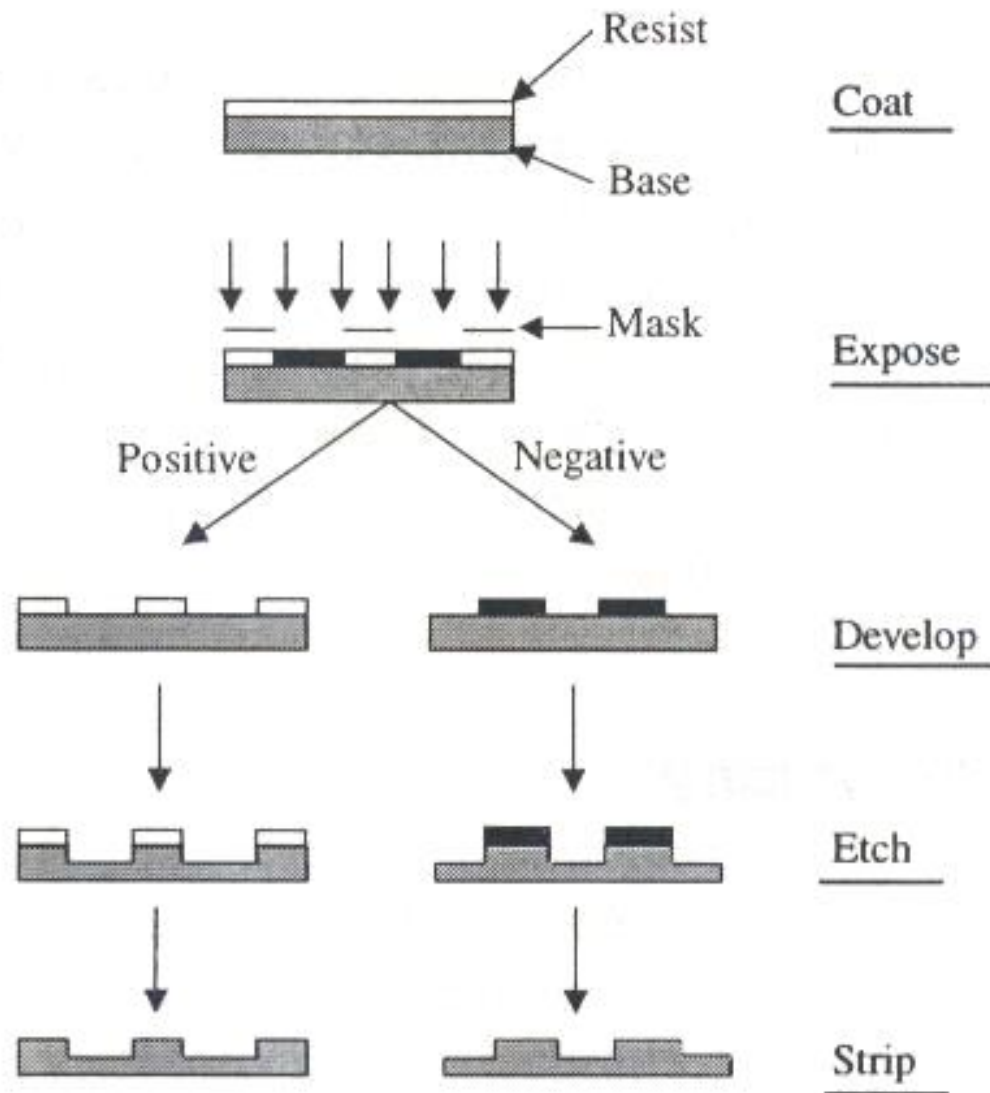 Resist
Coat
Base
Mask
Expose
Positive
Negative
Develop
Etch
Strip